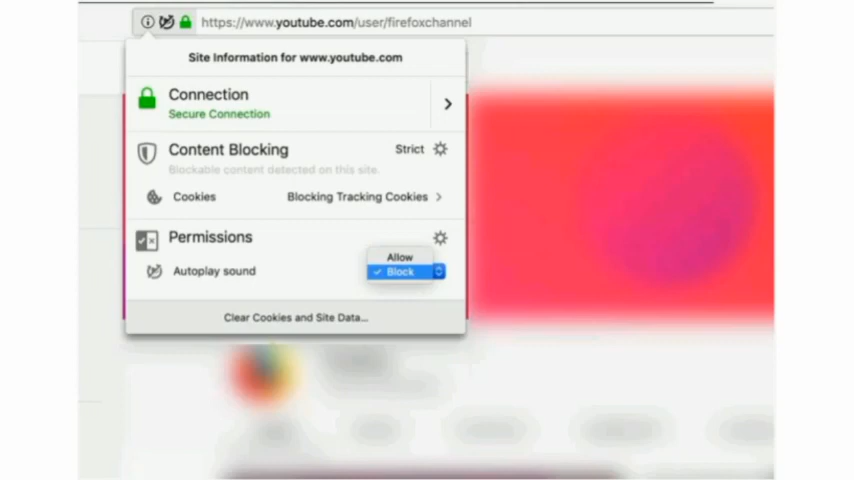 https://www.youtube.com/user/firefoxchannel
Site Information for www.youtube.com
Connection
Secure Connection
Content Blocking
Strict
Blockable content detected on this site.
Cookies
Blocking Tracking Cookies
Permissions
Autoplay sound
Allow
Block
Clear Cookies and Site Data...